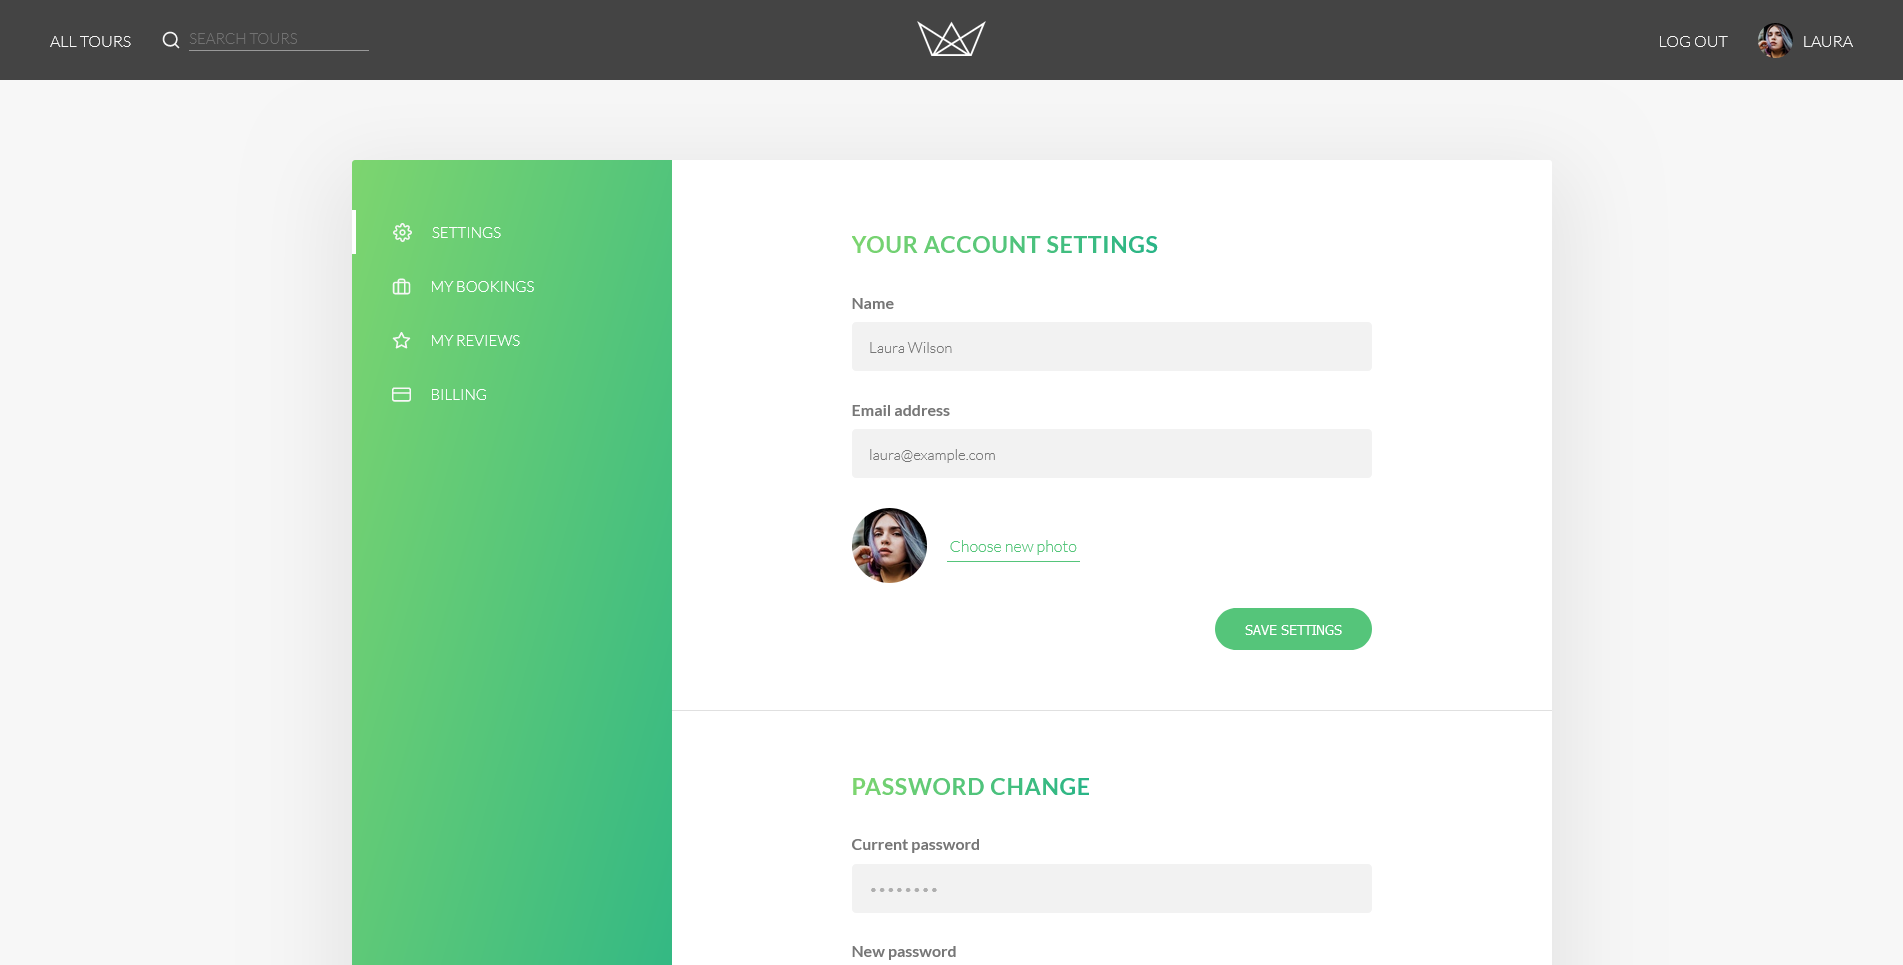 ALL TOURS
SEARCH TOURS
LOG OUT
LAURA
SETTINGS
MY BOOKINGS
MY REVIEWS
BILLING
YOUR ACCOUNT SETTINGS
Name
Laura Wilson
Email address
laura@example.com
Choose new photo
SAVE SETTINGS
PASSWORD CHANGE
Current password
••••••••
New password